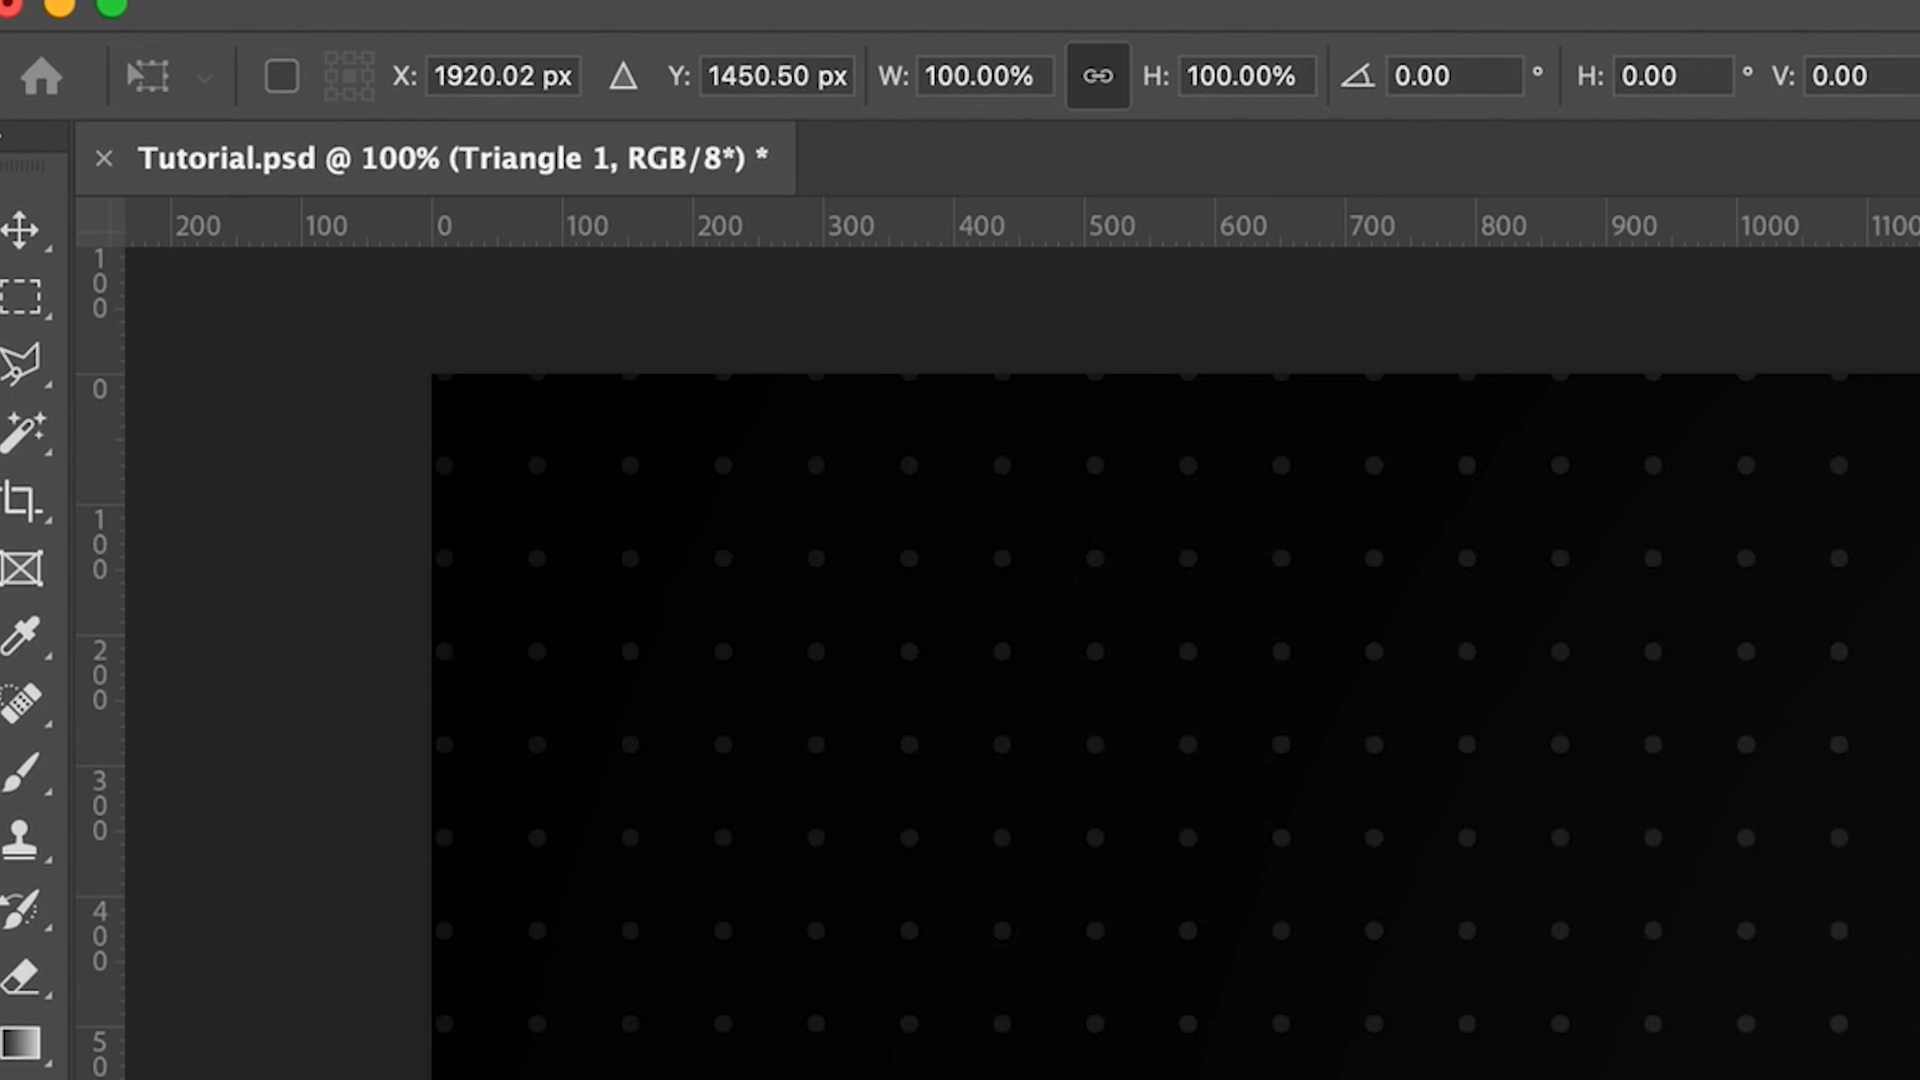 X: 1920.02 px Δ Y: 1450.50 px W: 100.00% H: 100.00% 0.00 ° H: 0.00 ° V: 0.00
× Tutorial.psd @ 100% (Triangle 1, RGB/8*) *
200 100 0 100 200 300 400 500 600 700 800 900 1000 1100
100
0
100
200
300
400
50